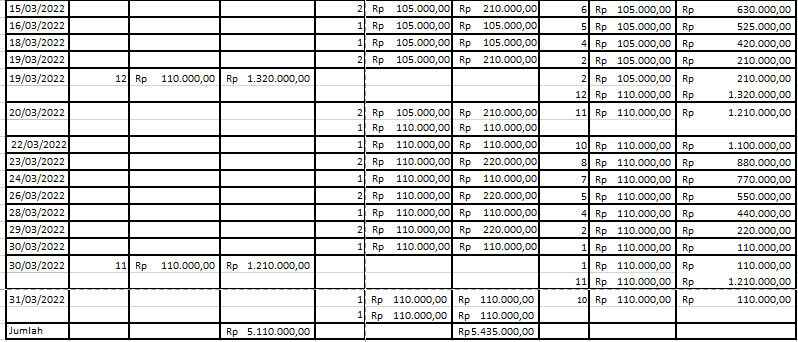 15/03/2022 2 Rp 105.000,00 Rp 210.000,00 6 Rp 105.000,00 Rp 630.000,00
16/03/2022 1 Rp 105.000,00 Rp 105.000,00 5 Rp 105.000,00 Rp 525.000,00
18/03/2022 1 Rp 105.000,00 Rp 105.000,00 4 Rp 105.000,00 Rp 420.000,00
19/03/2022 2 Rp 105.000,00 Rp 210.000,00 2 Rp 105.000,00 Rp 210.000,00
19/03/2022 12 Rp 110.000,00 Rp 1.320.000,00 2 Rp 105.000,00 Rp 210.000,00
12 Rp 110.000,00 Rp 1.320.000,00
20/03/2022 2 Rp 105.000,00 Rp 210.000,00 11 Rp 110.000,00 Rp 1.210.000,00
1 Rp 110.000,00 Rp 110.000,00
22/03/2022 1 Rp 110.000,00 Rp 110.000,00 10 Rp 110.000,00 Rp 1.100.000,00
23/03/2022 2 Rp 110.000,00 Rp 220.000,00 8 Rp 110.000,00 Rp 880.000,00
24/03/2022 1 Rp 110.000,00 Rp 110.000,00 7 Rp 110.000,00 Rp 770.000,00
26/03/2022 2 Rp 110.000,00 Rp 220.000,00 5 Rp 110.000,00 Rp 550.000,00
28/03/2022 1 Rp 110.000,00 Rp 110.000,00 4 Rp 110.000,00 Rp 440.000,00
29/03/2022 2 Rp 110.000,00 Rp 220.000,00 2 Rp 110.000,00 Rp 220.000,00
30/03/2022 1 Rp 110.000,00 Rp 110.000,00 1 Rp 110.000,00 Rp 110.000,00
30/03/2022 11 Rp 110.000,00 Rp 1.210.000,00 1 Rp 110.000,00 Rp 110.000,00
11 Rp 110.000,00 Rp 1.210.000,00
31/03/2022 1 Rp 110.000,00 Rp 110.000,00 10 Rp 110.000,00 Rp 110.000,00
1 Rp 110.000,00 Rp 110.000,00
Jumlah Rp 5.110.000,00 Rp5.435.000,00